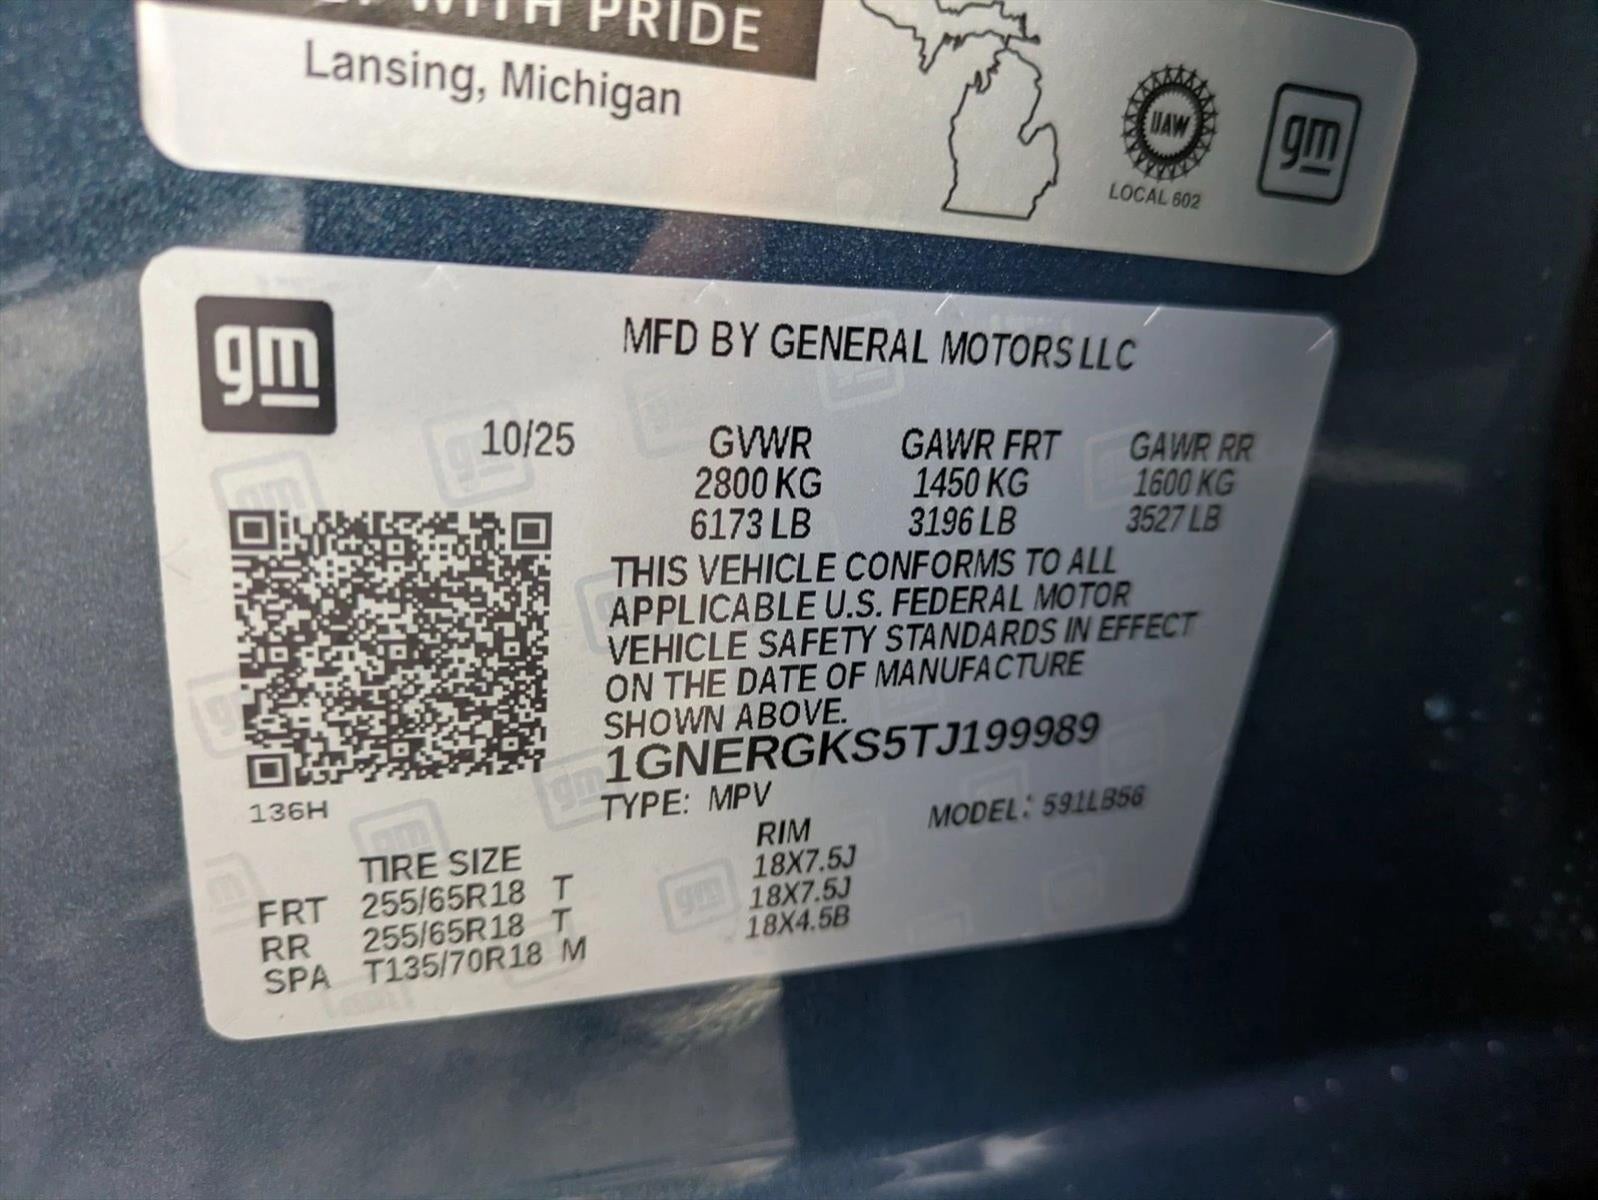 WITH PRIDE
Lansing, Michigan
UAW
LOCAL 602
gm
gm
MFD BY GENERAL MOTORS LLC
10/25 GVWR GAWR FRT GAWR RR
2800 KG 1450 KG 1600 KG
6173 LB 3196 LB 3527 LB
THIS VEHICLE CONFORMS TO ALL
APPLICABLE U.S. FEDERAL MOTOR
VEHICLE SAFETY STANDARDS IN EFFECT
ON THE DATE OF MANUFACTURE
SHOWN ABOVE.
1GNERGKS5TJ199989
136H
TYPE: MPV MODEL: 591LB56
TIRE SIZE RIM
FRT 255/65R18 T 18X7.5J
RR 255/65R18 T 18X7.5J
SPA T135/70R18 M 18X4.5B